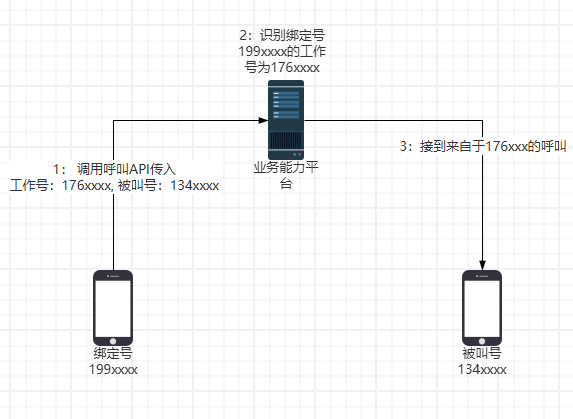 2：识别绑定号
199xxxx的工作
号为176xxxx
3：接到来自于176xxx的呼叫
1： 调用呼叫API传入
工作号：176xxxx, 被叫号：134xxxx
业务能力平
台
绑定号
199xxxx
被叫号
134xxxx